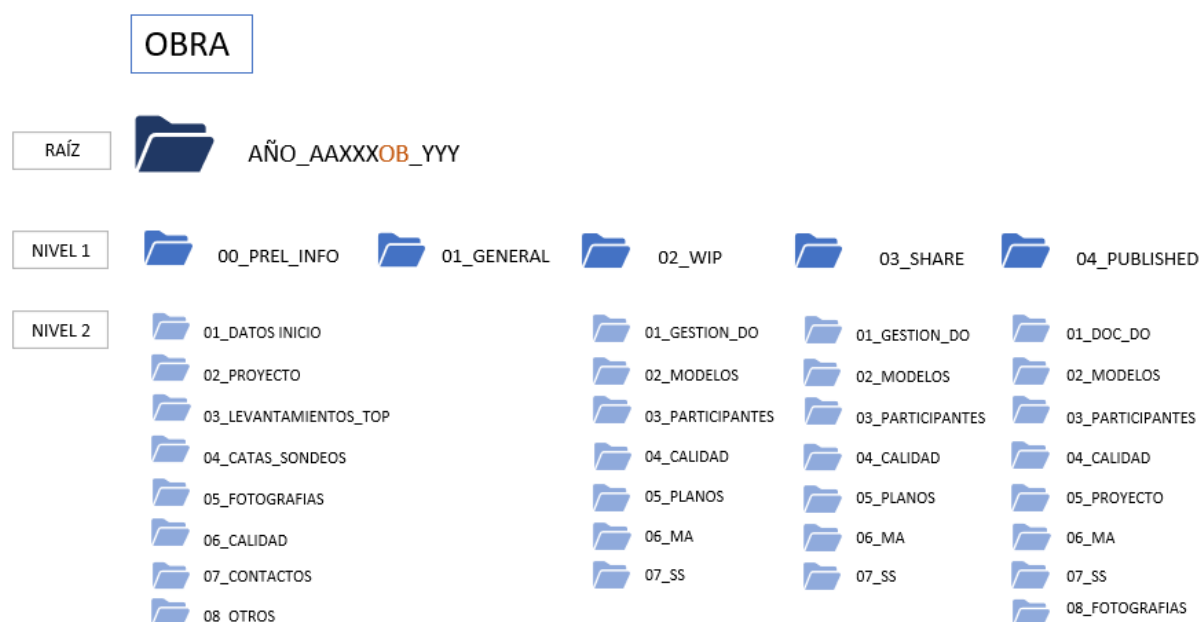 OBRA
RAÍZ
AÑO_AAXXXOB_YYY
NIVEL 1
00_PREL_INFO
01_GENERAL
02_WIP
03_SHARE
04_PUBLISHED
NIVEL 2
01_DATOS INICIO
02_PROYECTO
03_LEVANTAMIENTOS_TOP
04_CATAS_SONDEOS
05_FOTOGRAFIAS
06_CALIDAD
07_CONTACTOS
08_OTROS
01_GESTION_DO
02_MODELOS
03_PARTICIPANTES
04_CALIDAD
05_PLANOS
06_MA
07_SS
01_GESTION_DO
02_MODELOS
03_PARTICIPANTES
04_CALIDAD
05_PLANOS
06_MA
07_SS
01_DOC_DO
02_MODELOS
03_PARTICIPANTES
04_CALIDAD
05_PROYECTO
06_MA
07_SS
08_FOTOGRAFIAS